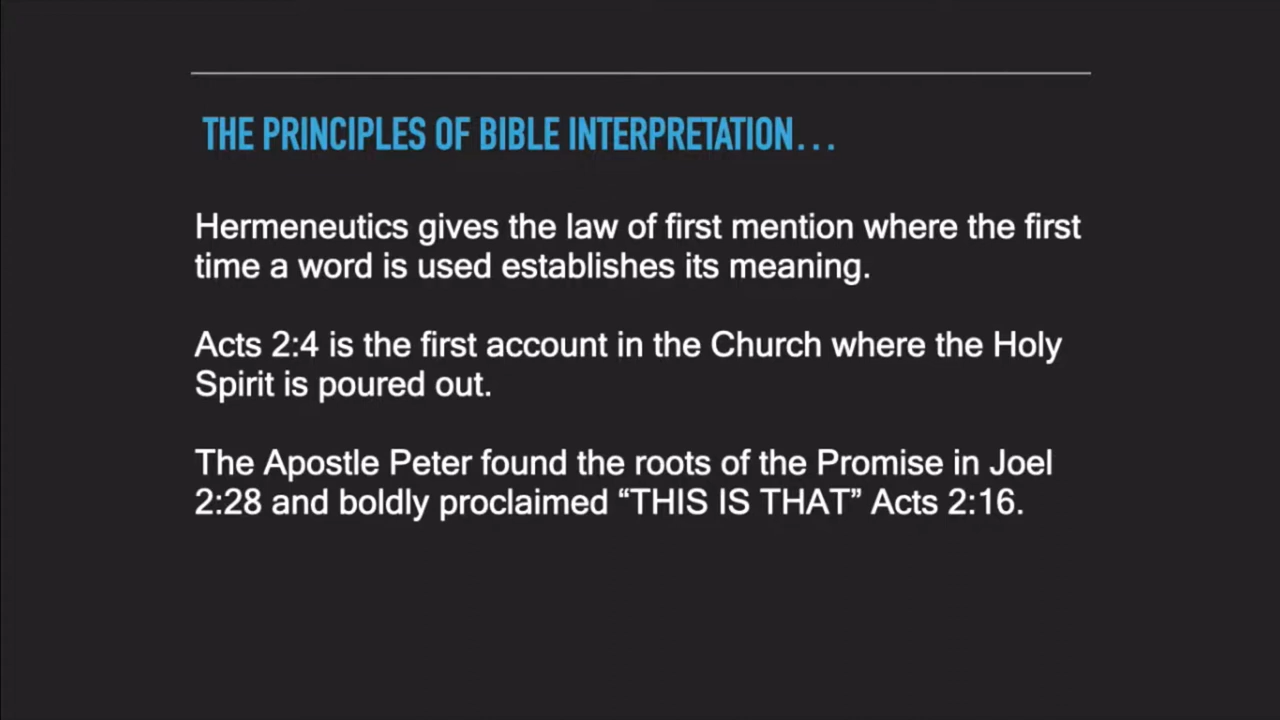 THE PRINCIPLES OF BIBLE INTERPRETATION...
Hermeneutics gives the law of first mention where the first
time a word is used establishes its meaning.
Acts 2:4 is the first account in the Church where the Holy
Spirit is poured out.
The Apostle Peter found the roots of the Promise in Joel
2:28 and boldly proclaimed “THIS IS THAT” Acts 2:16.